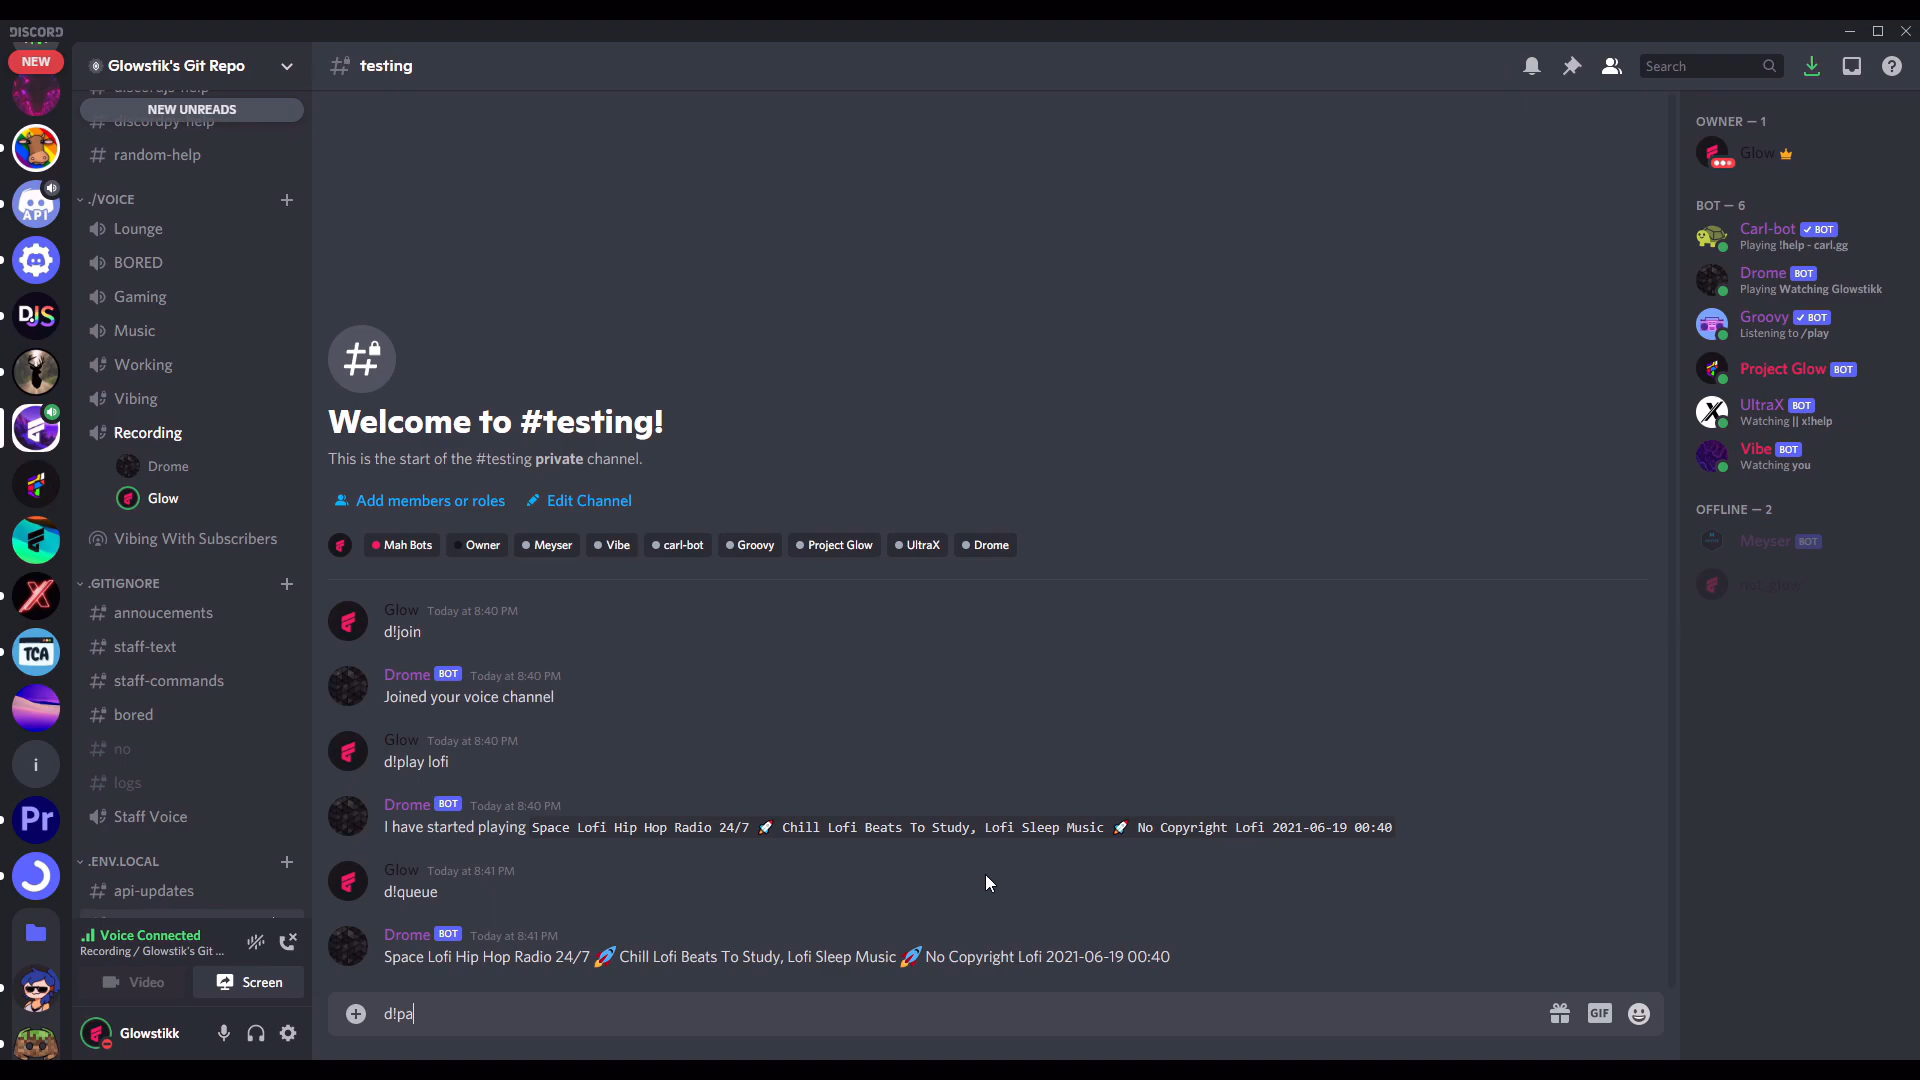 DISCORD
NEW
API
DJS
TCA
i
Pr
Glowstik's Git Repo
NEW UNREADS
discordpy-help
random-help
./VOICE
Lounge
BORED
Gaming
Music
Working
Vibing
Recording
Drome
Glow
Vibing With Subscribers
.GITIGNORE
annoucements
staff-text
staff-commands
bored
no
logs
Staff Voice
.ENV.LOCAL
api-updates
Voice Connected
Recording / Glowstik's Git ...
Video
Screen
Glowstikk
testing
Search
Welcome to #testing!
This is the start of the #testing private channel.
Add members or roles Edit Channel
Mah Bots Owner Meyser Vibe carl-bot Groovy Project Glow UltraX Drome
Glow Today at 8:40 PM
d!join
Drome BOT Today at 8:40 PM
Joined your voice channel
Glow Today at 8:40 PM
d!play lofi
Drome BOT Today at 8:40 PM
I have started playing Space Lofi Hip Hop Radio 24/7 🚀 Chill Lofi Beats To Study, Lofi Sleep Music 🚀 No Copyright Lofi 2021-06-19 00:40
Glow Today at 8:41 PM
d!queue
Drome BOT Today at 8:41 PM
Space Lofi Hip Hop Radio 24/7 🚀 Chill Lofi Beats To Study, Lofi Sleep Music 🚀 No Copyright Lofi 2021-06-19 00:40
d!pa
GIF
OWNER — 1
Glow
BOT — 6
Carl-bot ✓ BOT
Playing !help - carl.gg
Drome BOT
Playing Watching Glowstikk
Groovy ✓ BOT
Listening to /play
Project Glow BOT
UltraX BOT
Watching || x!help
Vibe BOT
Watching you
OFFLINE — 2
Meyser BOT
not_glow